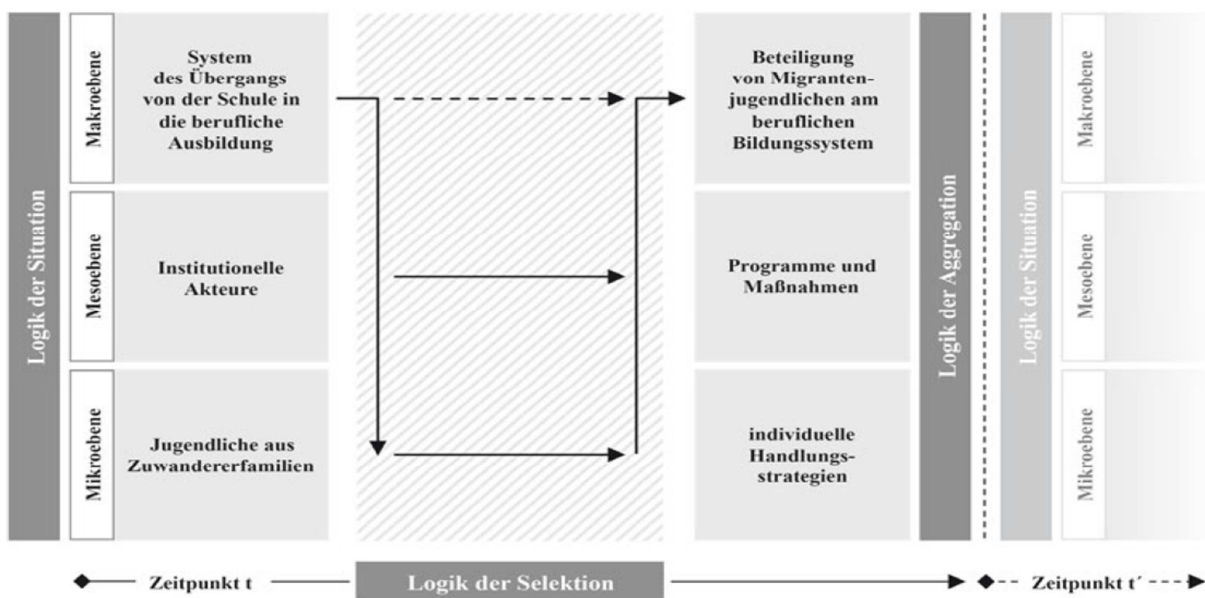 Logik der Situation
Makroebene
System
des Übergangs
von der Schule in
die berufliche
Ausbildung
Beteiligung
von Migranten-
jugendlichen am
beruflichen
Bildungssystem
Mesoebene
Institutionelle
Akteure
Programme und
Maßnahmen
Mikroebene
Jugendliche aus
Zuwandererfamilien
individuelle
Handlungs-
strategien
Logik der Aggregation
Logik der Situation
Makroebene
Mesoebene
Mikroebene
Zeitpunkt t
Logik der Selektion
Zeitpunkt t´